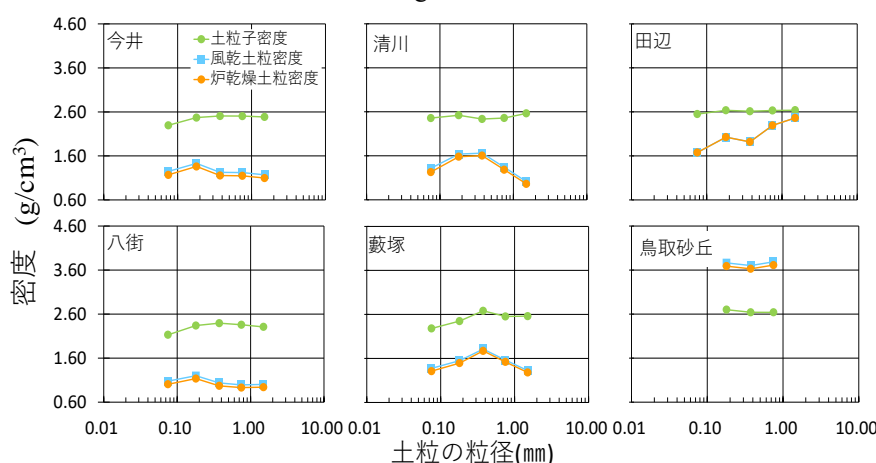 今井
土粒子密度
風乾土粒密度
炉乾燥土粒密度
清川
田辺
4.60
3.60
2.60
1.60
0.60
八街
藪塚
鳥取砂丘
4.60
3.60
2.60
1.60
0.60
密度 (g/cm³)
0.01 0.10 1.00 10.00 0.01 0.10 1.00 10.00 0.01 0.10 1.00 10.00
土粒の粒径(mm)